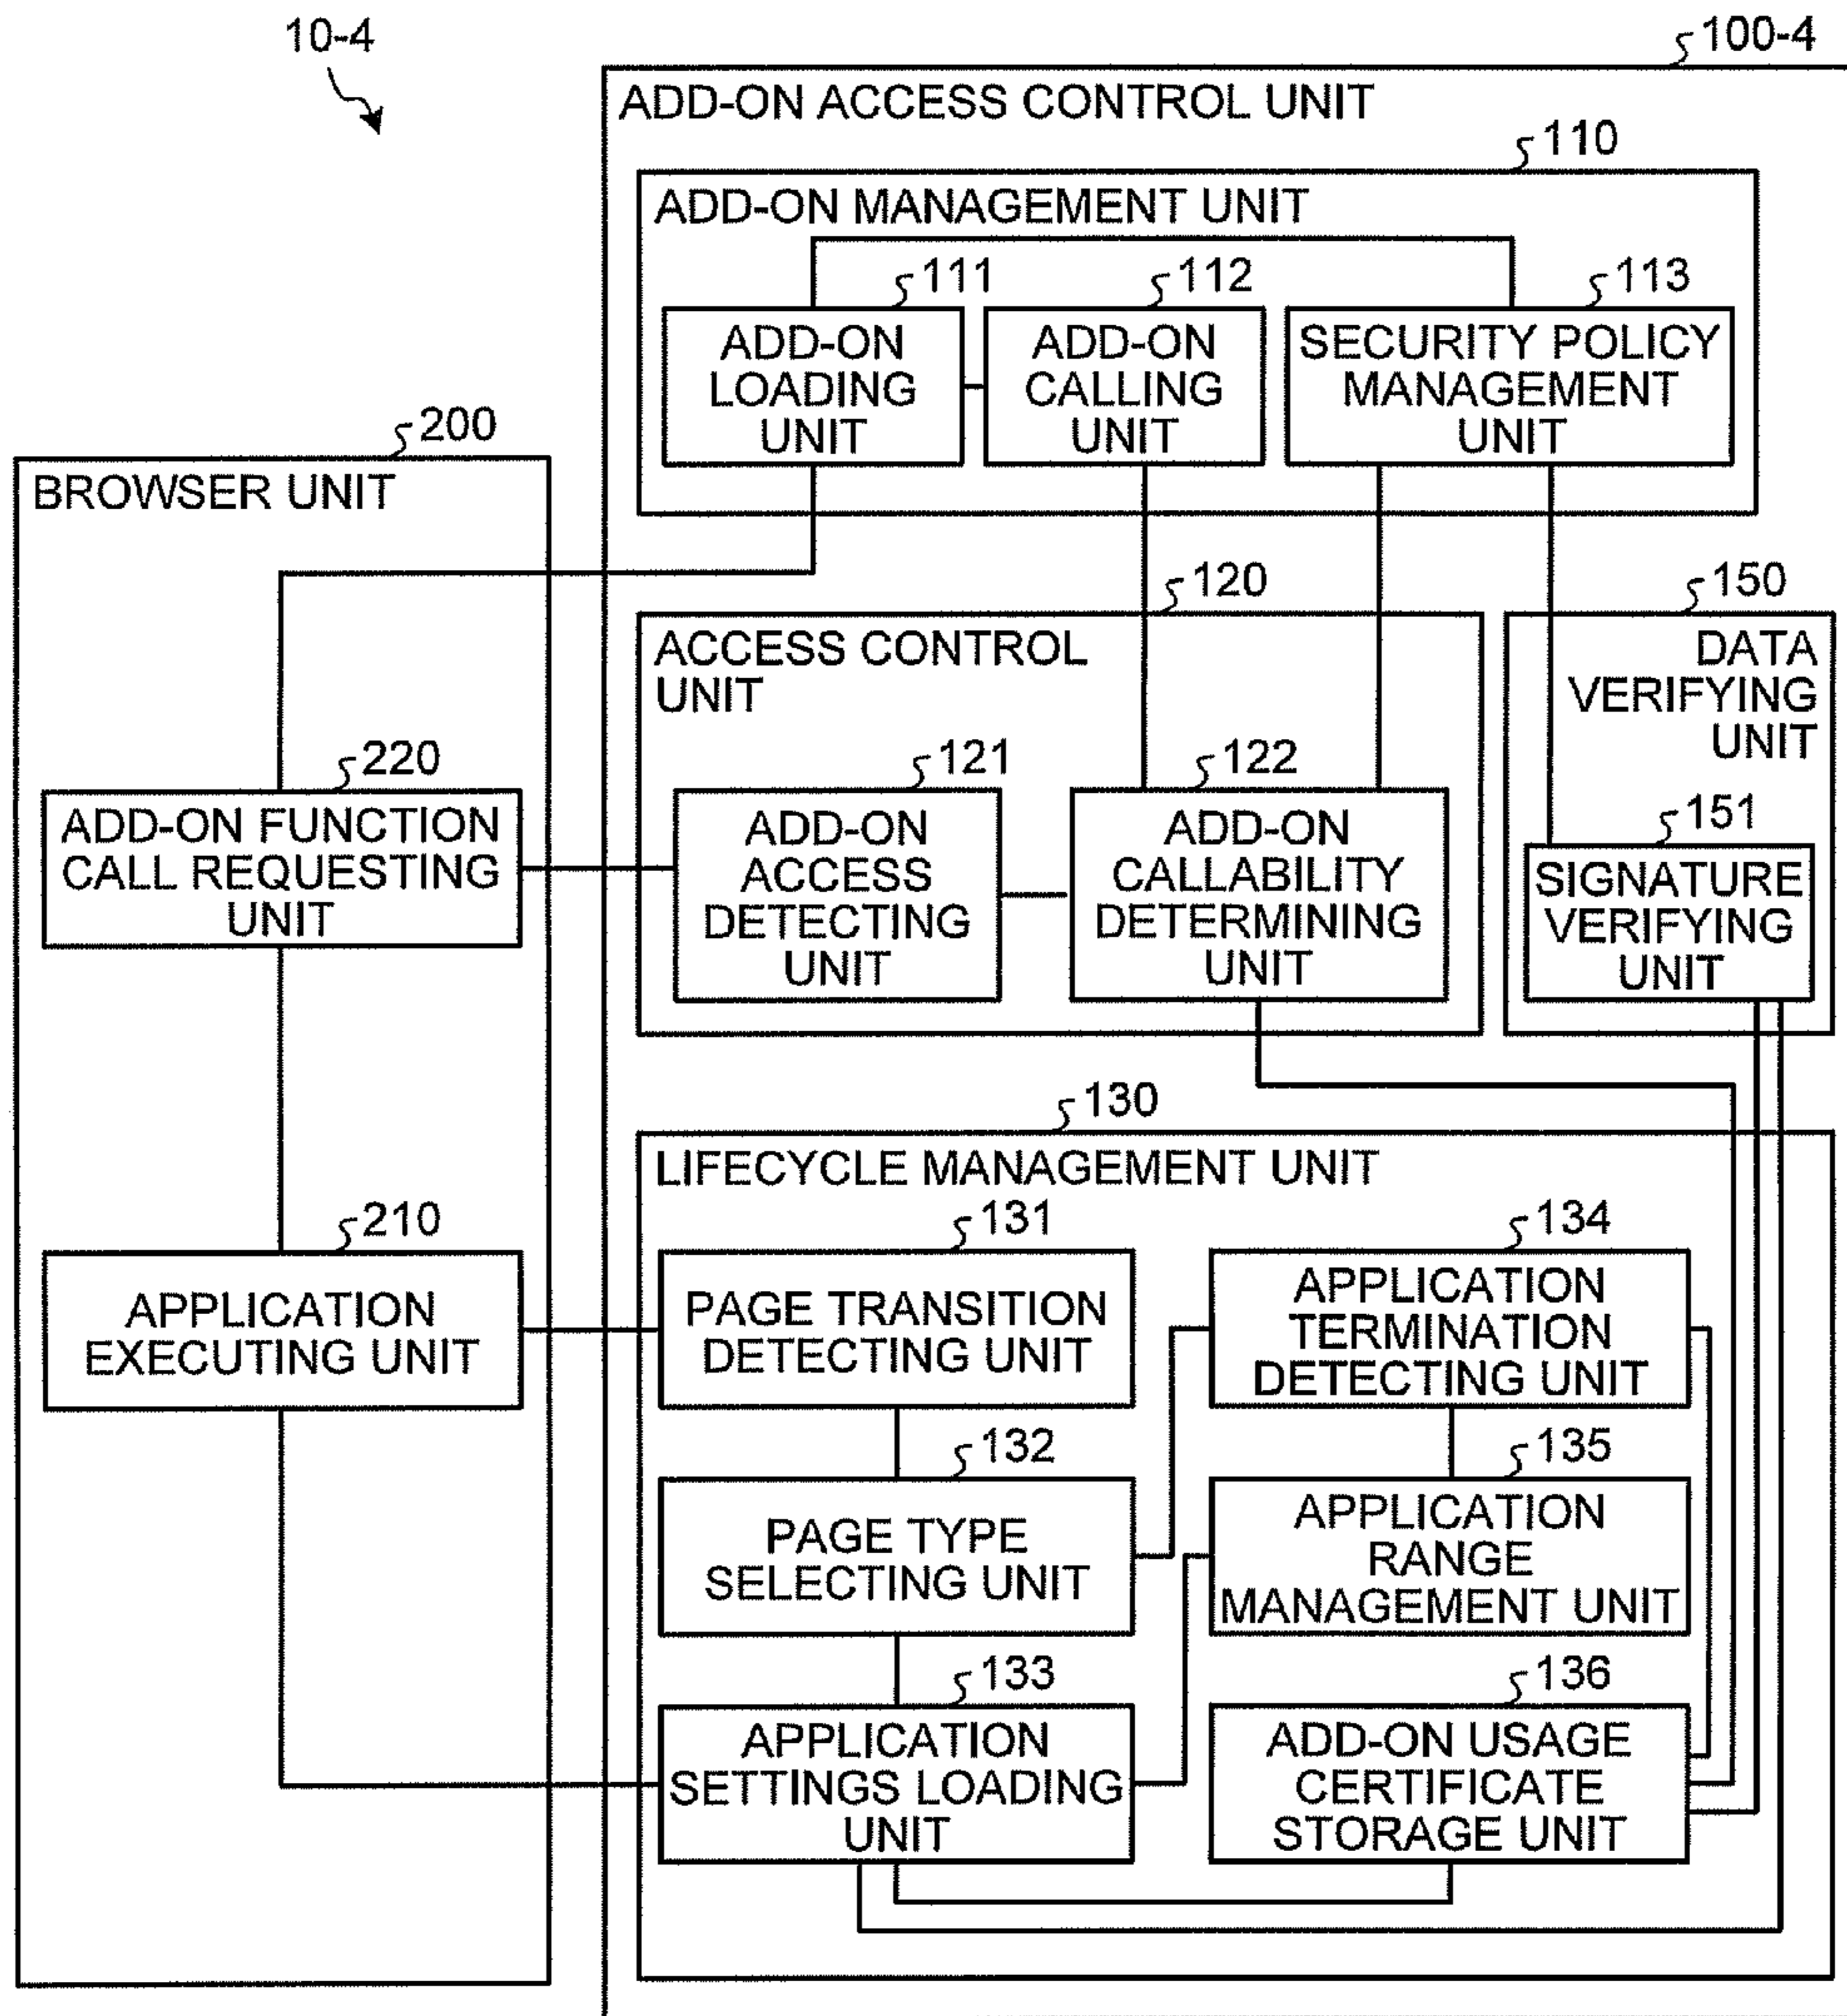 10-4
100-4
ADD-ON ACCESS CONTROL UNIT
110
ADD-ON MANAGEMENT UNIT
111
ADD-ON
LOADING
UNIT
112
ADD-ON
CALLING
UNIT
113
SECURITY POLICY
MANAGEMENT
UNIT
200
BROWSER UNIT
220
ADD-ON FUNCTION
CALL REQUESTING
UNIT
210
APPLICATION
EXECUTING UNIT
120
ACCESS CONTROL
UNIT
121
ADD-ON
ACCESS
DETECTING
UNIT
122
ADD-ON
CALLABILITY
DETERMINING
UNIT
150
DATA
VERIFYING
UNIT
151
SIGNATURE
VERIFYING
UNIT
130
LIFECYCLE MANAGEMENT UNIT
131
PAGE TRANSITION
DETECTING UNIT
132
PAGE TYPE
SELECTING UNIT
133
APPLICATION
SETTINGS LOADING
UNIT
134
APPLICATION
TERMINATION
DETECTING UNIT
135
APPLICATION
RANGE
MANAGEMENT UNIT
136
ADD-ON USAGE
CERTIFICATE
STORAGE UNIT